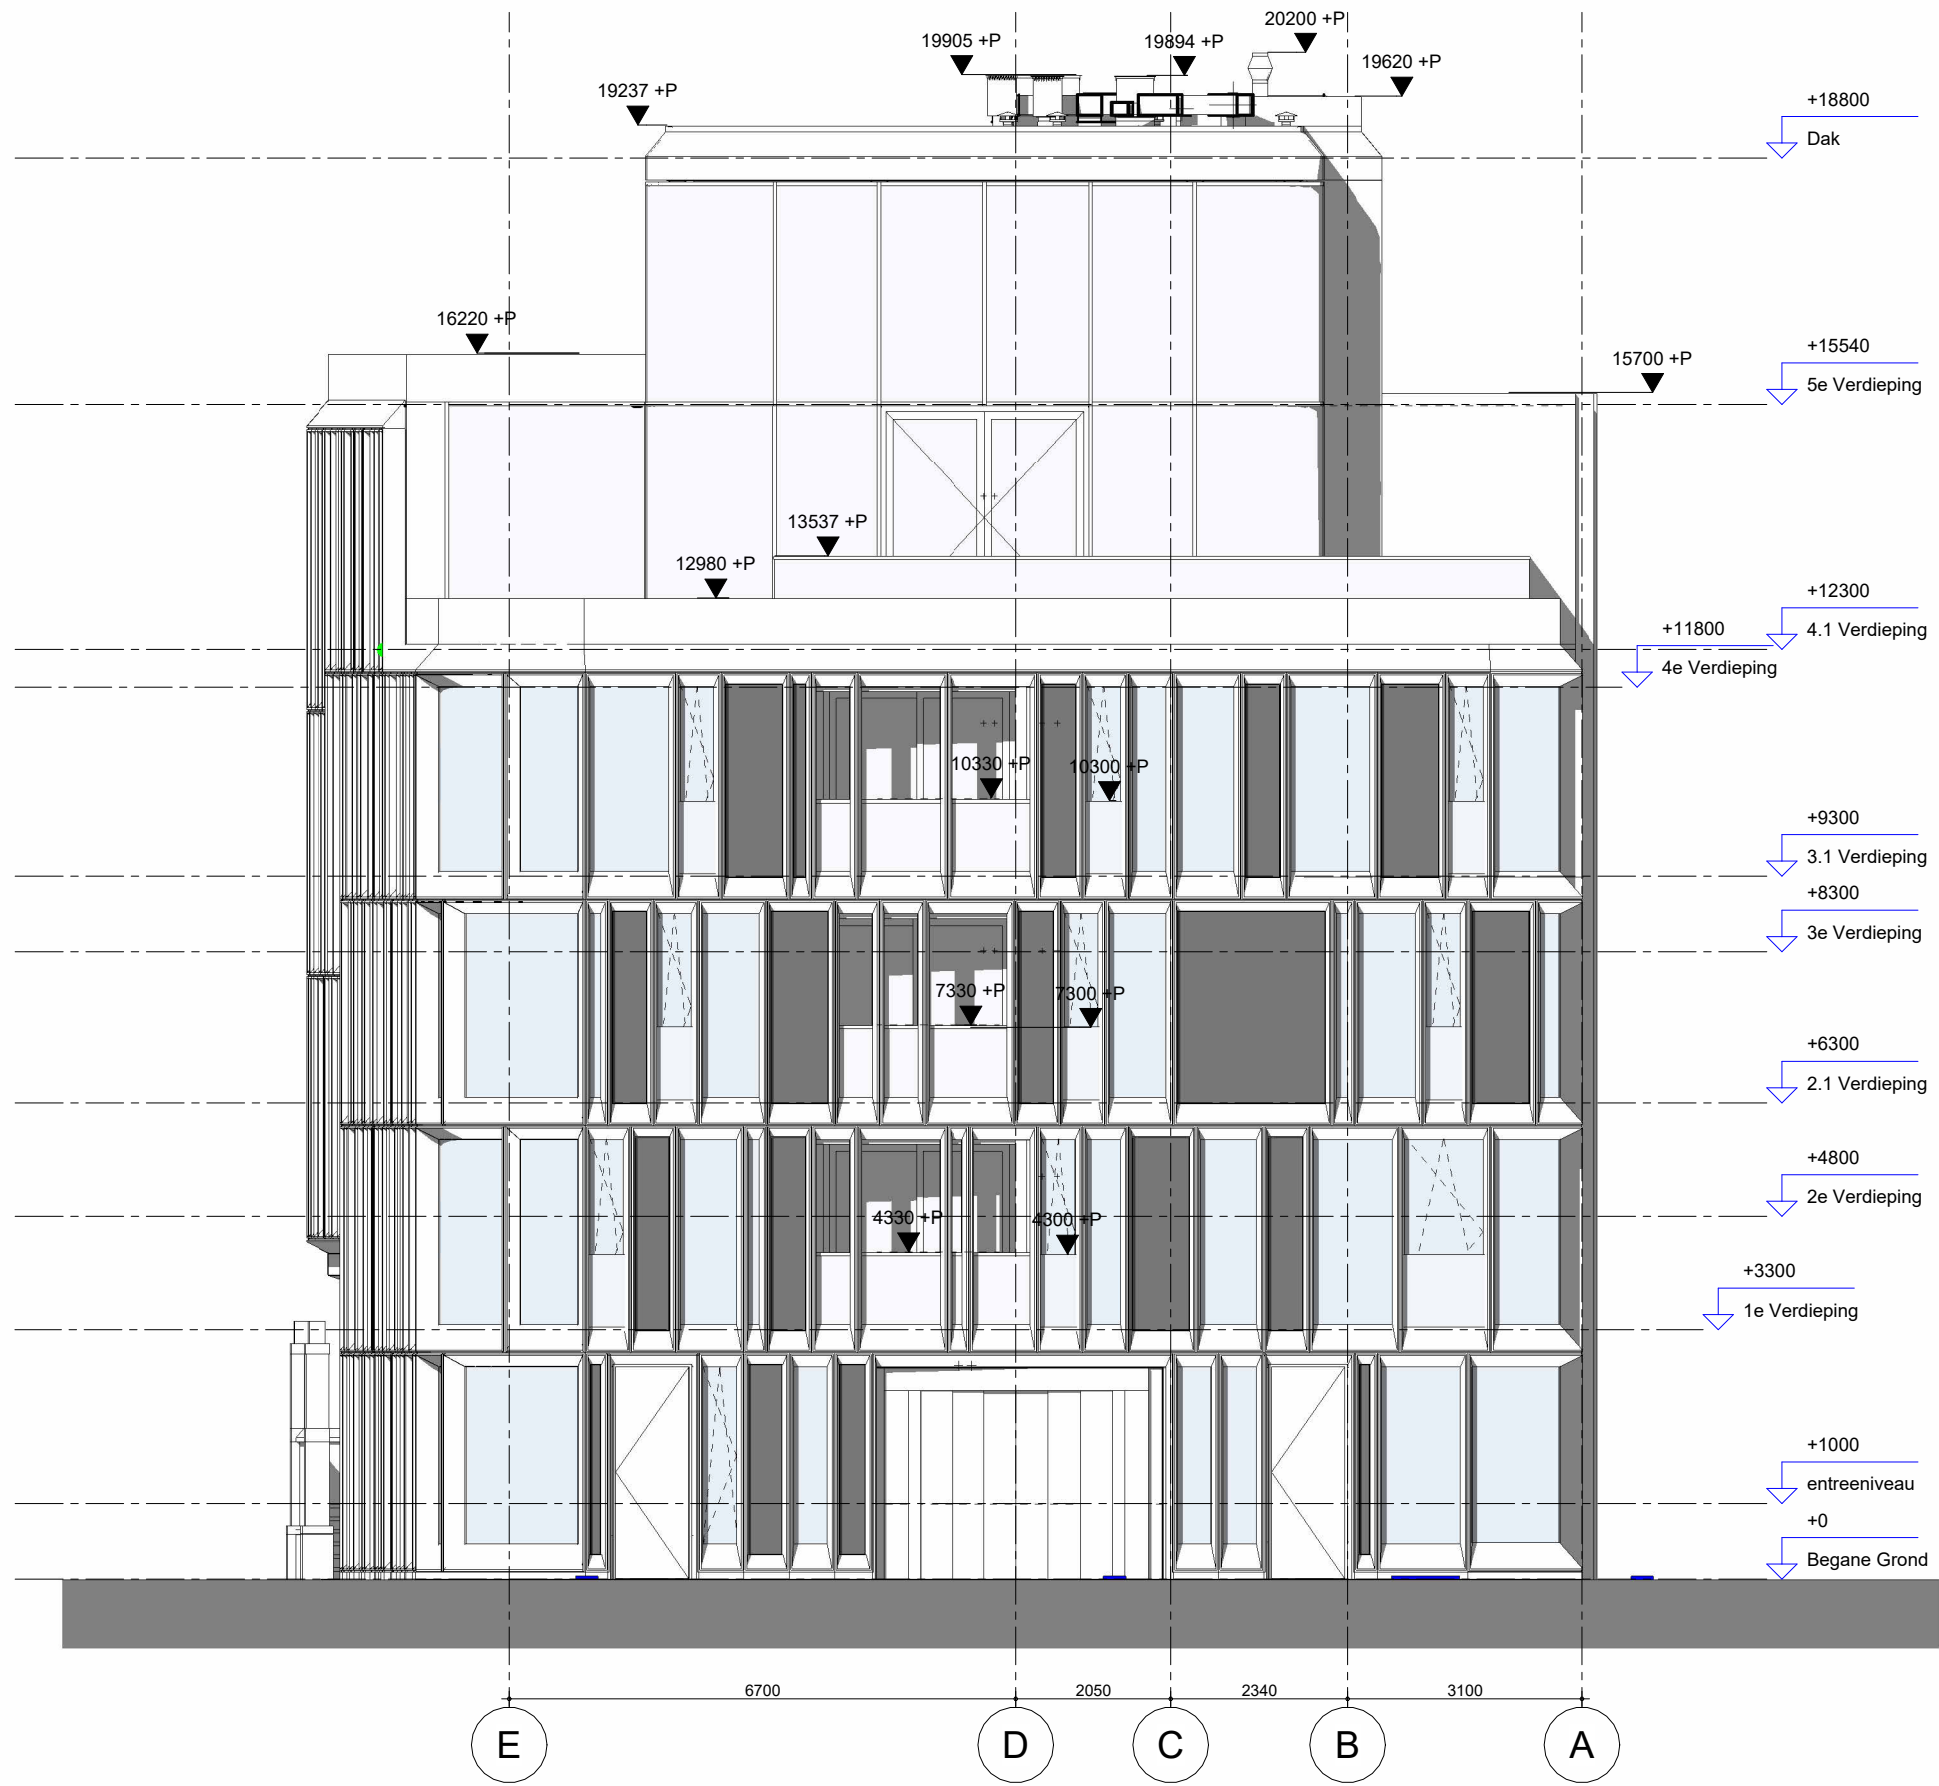 20200 +P
19905 +P
19894 +P
19620 +P
19237 +P
+18800
Dak
16220 +P
+15540
15700 +P
5e Verdieping
13537 +P
12980 +P
+12300
+11800
4.1 Verdieping
4e Verdieping
10330 +P
10300 +P
+9300
3.1 Verdieping
+8300
3e Verdieping
7330 +P
7300 +P
+6300
2.1 Verdieping
+4800
2e Verdieping
4330 +P
4300 +P
+3300
1e Verdieping
+1000
entreeniveau
+0
Begane Grond
6700
2050
2340
3100
E
D
C
B
A